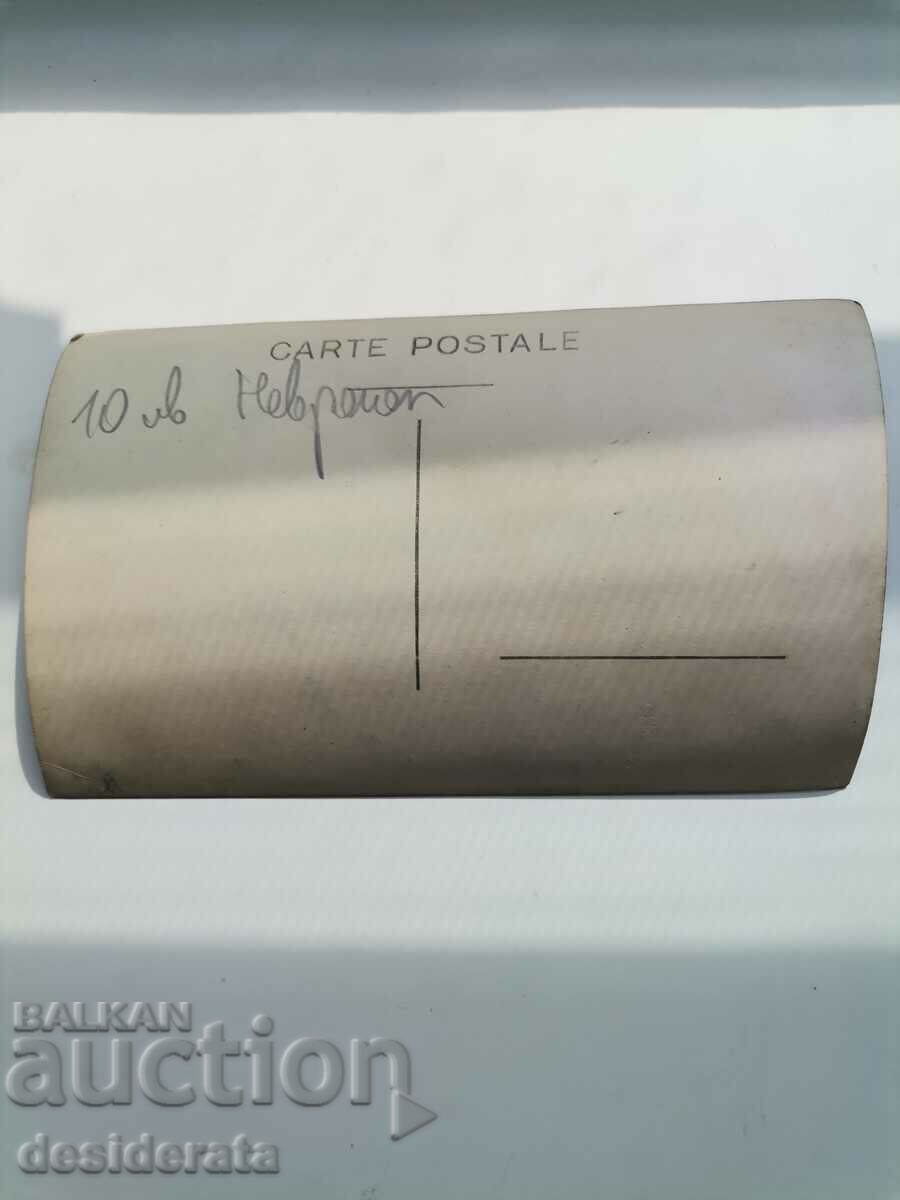 CARTE POSTALE
10 лв Неврокоп
BALKAN
auction
desiderata